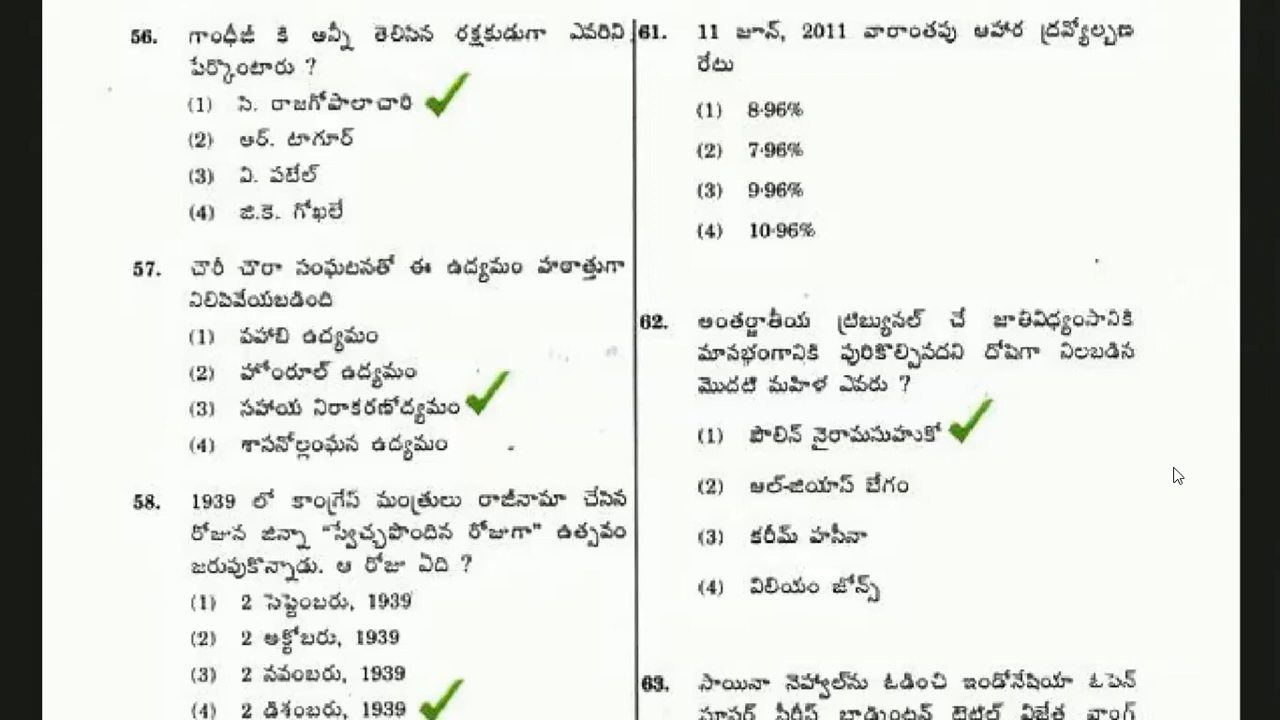 56. గాంధీజీ కి అన్నీ తెలిసిన రక్షకుడుగా ఎవరిని
పేర్కొంటారు ?
(1) సి. రాజగోపాలాచారి
(2) ఆర్. టాగూర్
(3) వి. పటేల్
(4) జి.కె. గోఖలే
57. చౌరీ చౌరా సంఘటనతో ఈ ఉద్యమం హఠాత్తుగా
నిలిపివేయబడింది
(1) వహాబి ఉద్యమం
(2) హోంరూల్ ఉద్యమం
(3) సహాయ నిరాకరణోద్యమం
(4) శాసనోల్లంఘన ఉద్యమం
58. 1939 లో కాంగ్రేస్ మంత్రులు రాజీనామా చేసిన
రోజున జిన్నా "స్వేచ్ఛపొందిన రోజుగా" ఉత్సవం
జరుపుకొన్నాడు. ఆ రోజు ఏది ?
(1) 2 సెప్టెంబరు, 1939
(2) 2 అక్టోబరు, 1939
(3) 2 నవంబరు, 1939
(4) 2 డిశంబరు, 1939
61. 11 జూన్, 2011 వారాంతపు ఆహార ద్రవ్యోల్బణ
రేటు
(1) 8·96%
(2) 7·96%
(3) 9·96%
(4) 10·96%
62. అంతర్జాతీయ ట్రిబ్యునల్ చే జాతివిధ్యంసానికి
మానభంగానికి పురికొల్పినదని దోషిగా నిలబడిన
మొదటి మహిళ ఎవరు ?
(1) పౌలిన్ నైరామసుహుకో
(2) ఆల్-జియాస్ బేగం
(3) కరీమ్ హసీనా
(4) విలియం జోన్స్
63. సాయినా నెహ్వాల్‌ను ఓడించి ఇండోనేషియా ఓపెన్
సూపర్ సీరీస్ బాడ్మింటన్ టైటిల్ విజేత వాంగ్